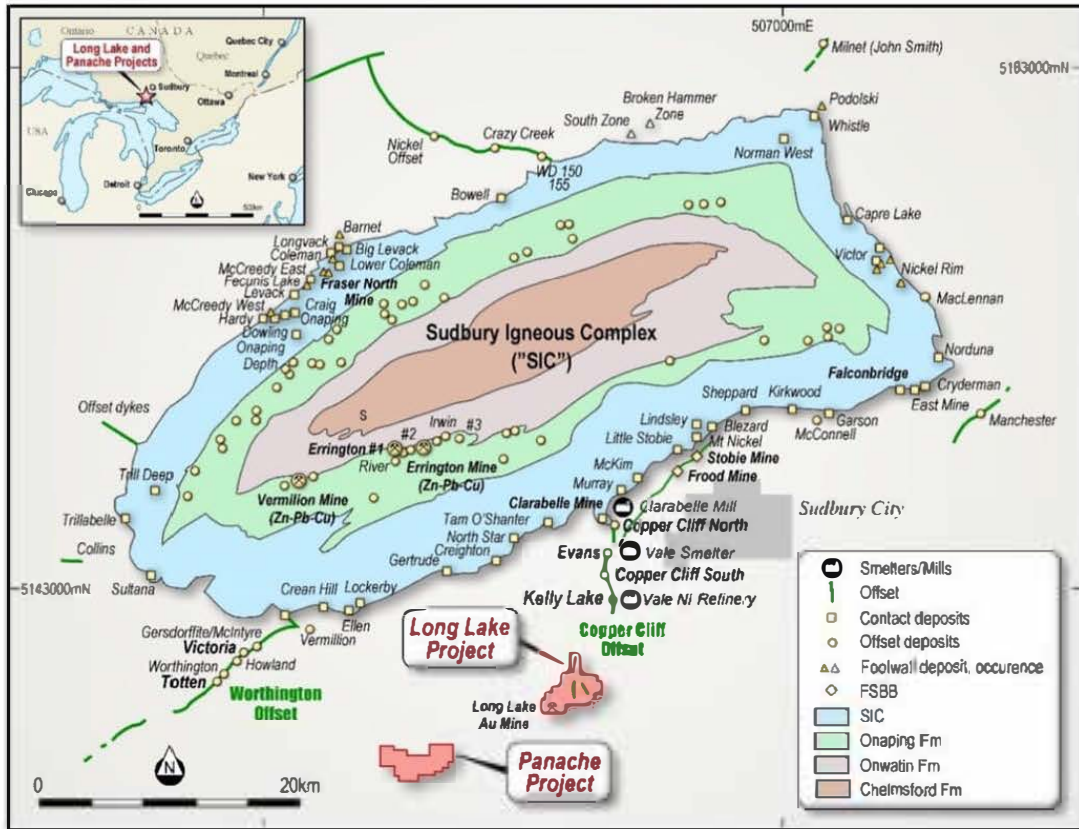 Ontario
CANADA
Quebec City
Long Lake and
Panache Projects
Quebec
Montreal
Sudbury
Ottawa
USA
Toronto
Detroit
New York
507000mE
5183000mN
Milnet (John Smith)
Broken Hammer
Zone
South Zone
Podolski
Whistle
Crazy Creek
Nickel
Offset
WD 150
155
Norman West
Bowell
Capre Lake
Barnet
Longvack
Big Levack
Coleman
Lower Coleman
McCreedy East
Fecunis Lake
Fraser North
Mine
Levack
McCreedy West
Craig
Hardy
Onaping
Dowling
Onaping
Depth
Victor
Nickel Rim
MacLennan
Sudbury Igneous Complex
("SIC")
Norduna
Falconbridge
Cryderman
East Mine
Manchester
Sheppard
Kirkwood
Garson
McConnell
Lindsley
Blezard
Little Stobie
Mt Nickel
Stobie Mine
Frood Mine
McKim
Murray
Clarabelle Mine
Clarabelle Mill
Copper Cliff North
Sudbury City
Offset dykes
S
Irwin
#2
#3
Errington #1
River
Errington Mine
(Zn-Pb-Cu)
Vermilion Mine
(Zn-Pb-Cu)
Trill Deep
Trillabelle
Collins
Sultana
Tam O'Shanter
North Star
Creighton
Gertrude
Evans
Vale Smelter
Copper Cliff South
Kelly Lake
Vale Ni Refinery
Copper Cliff
Offset
5143000mN
Crean Hill
Lockerby
Ellen
Vermillion
Gersdorffite/McIntyre
Victoria
Howland
Worthington
Totten
Worthington
Offset
Long Lake
Project
Long Lake
Au Mine
Panache
Project
N
0
20km
Smelters/Mills
Offset
Contact deposits
Offset deposits
Footwall deposit, occurence
FSBB
SIC
Onaping Fm
Onwatin Fm
Chelmsford Fm